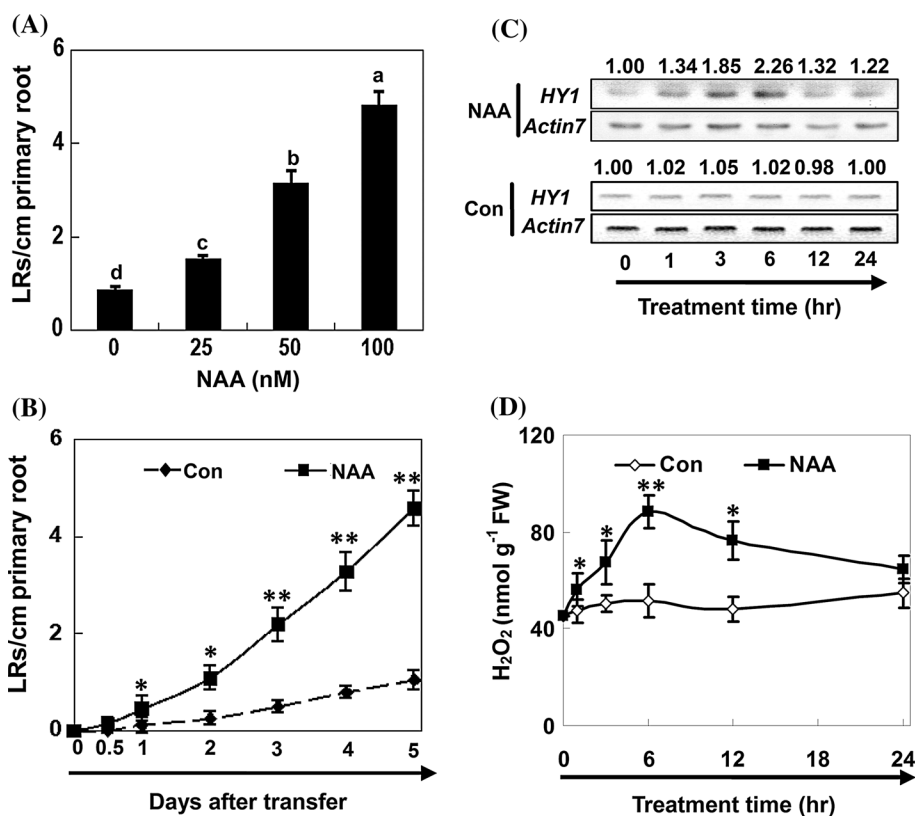 (A)
6
4
2
0
LRs/cm primary root
d
c
b
a
0 25 50 100
NAA (nM)
(C)
1.00 1.34 1.85 2.26 1.32 1.22
NAA
HY1
Actin7
1.00 1.02 1.05 1.02 0.98 1.00
Con
HY1
Actin7
0 1 3 6 12 24
Treatment time (hr)
(B)
6
4
2
0
LRs/cm primary root
Con NAA
* * ** ** **
0 0.5 1 2 3 4 5
Days after transfer
(D)
120
80
40
0
H₂O₂ (nmol g⁻¹ FW)
Con NAA
* * ** *
0 6 12 18 24
Treatment time (hr)